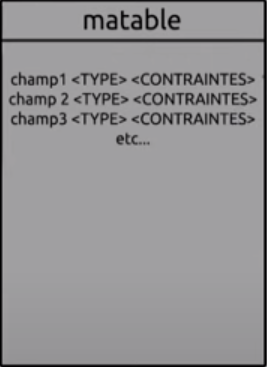 matable
champ1 <TYPE> <CONTRAINTES>
champ 2 <TYPE> <CONTRAINTES>
champ3 <TYPE> <CONTRAINTES>
etc...